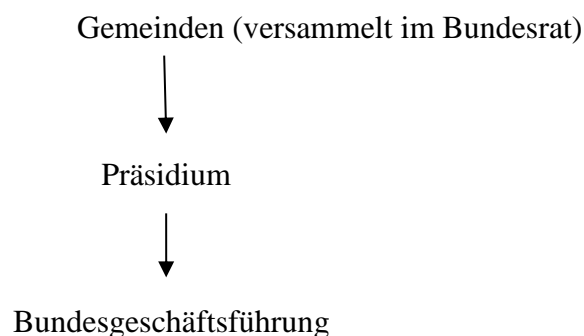 Gemeinden (versammelt im Bundesrat)
Präsidium
Bundesgeschäftsführung